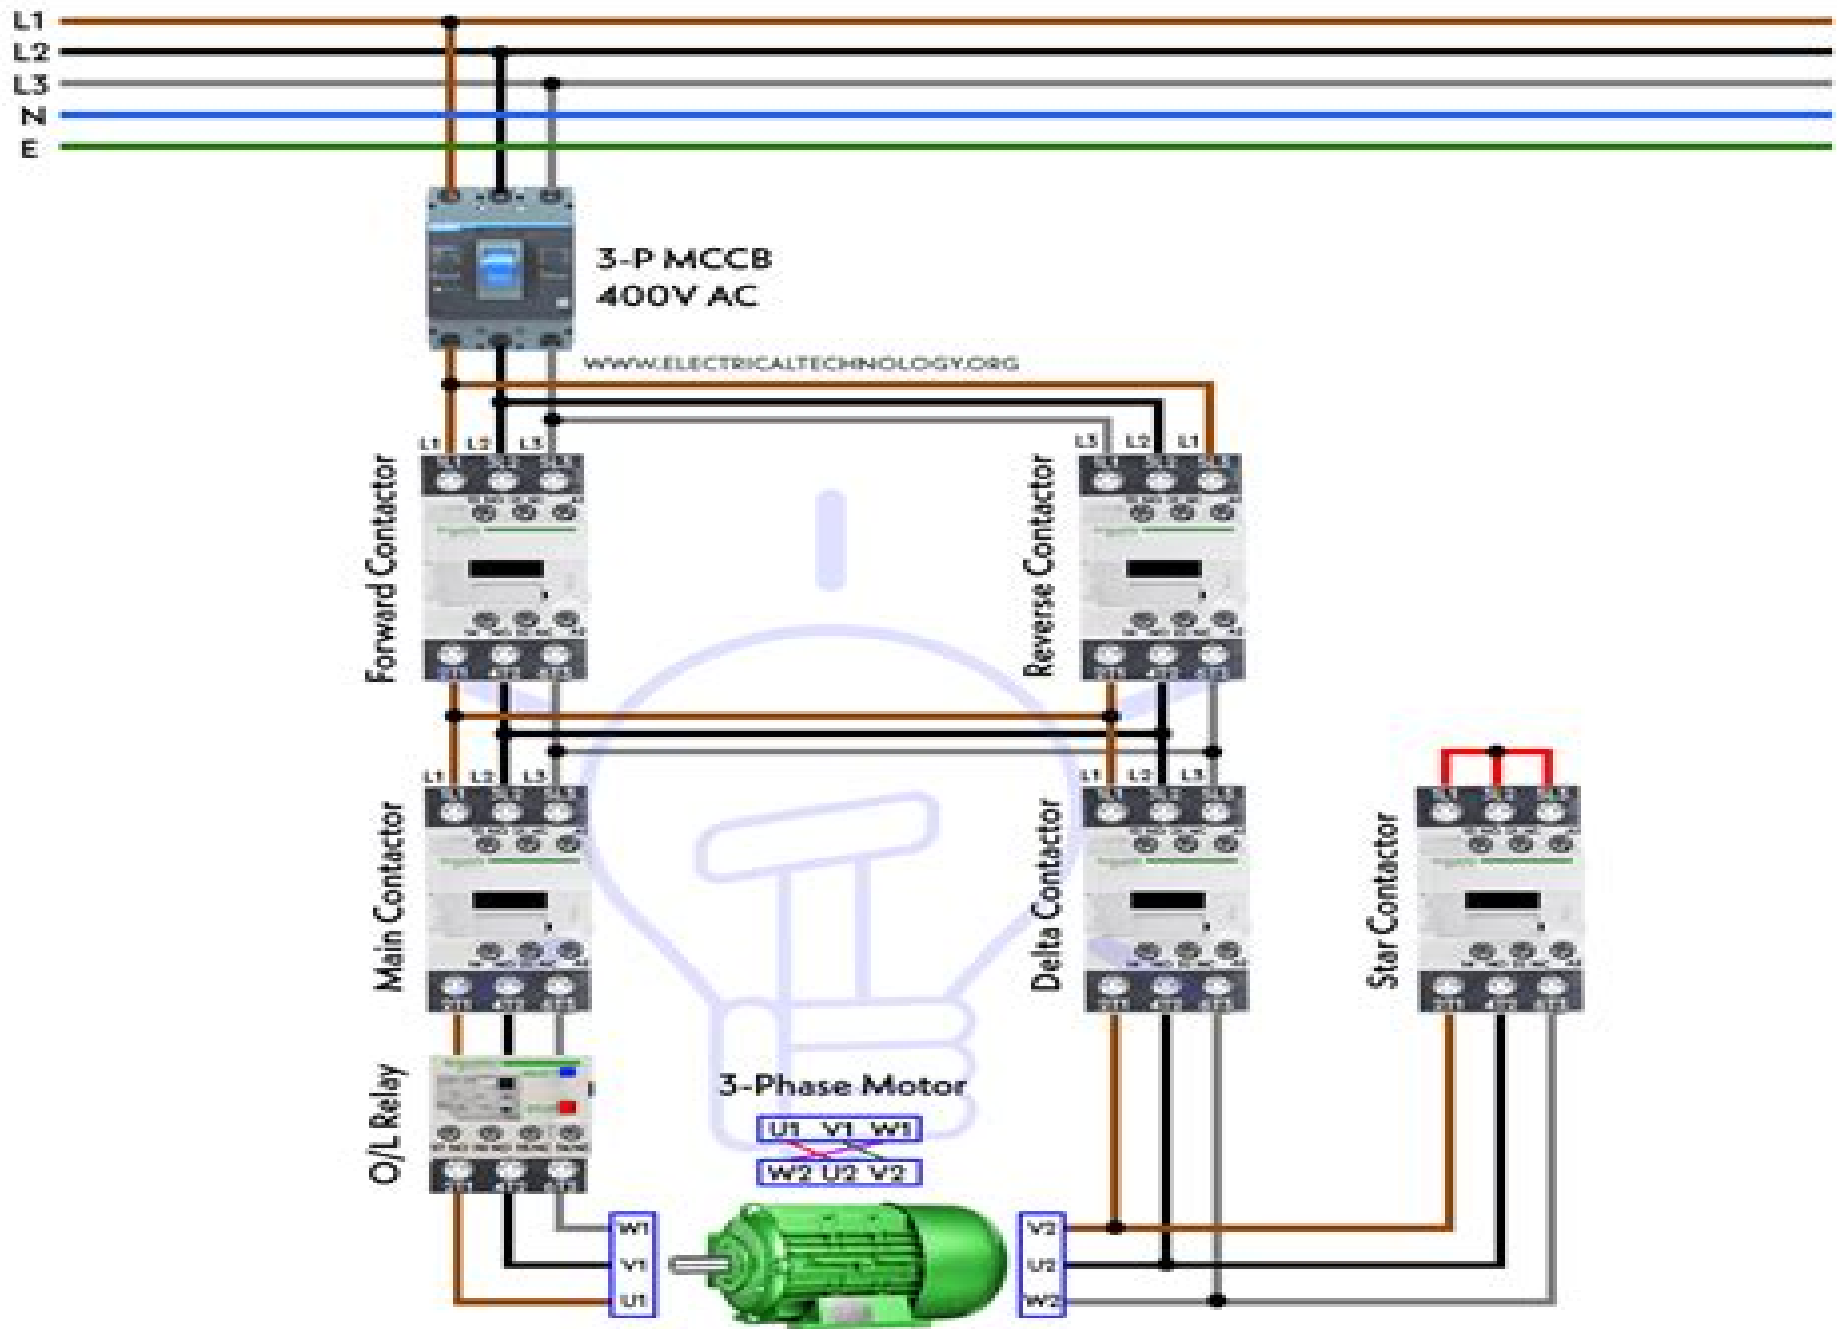 L1
L2
L3
N
E
3-P MCCB
400V AC
WWW.ELECTRICALTECHNOLOGY.ORG
L1 L2 L3
L3 L2 L1
Forward Contactor
Reverse Contactor
L1 L2 L3
L1 L2 L3
Main Contactor
Delta Contactor
Star Contactor
O/L Relay
3-Phase Motor
U1 V1 W1
W2 U2 V2
W1
V1
U1
V2
U2
W2